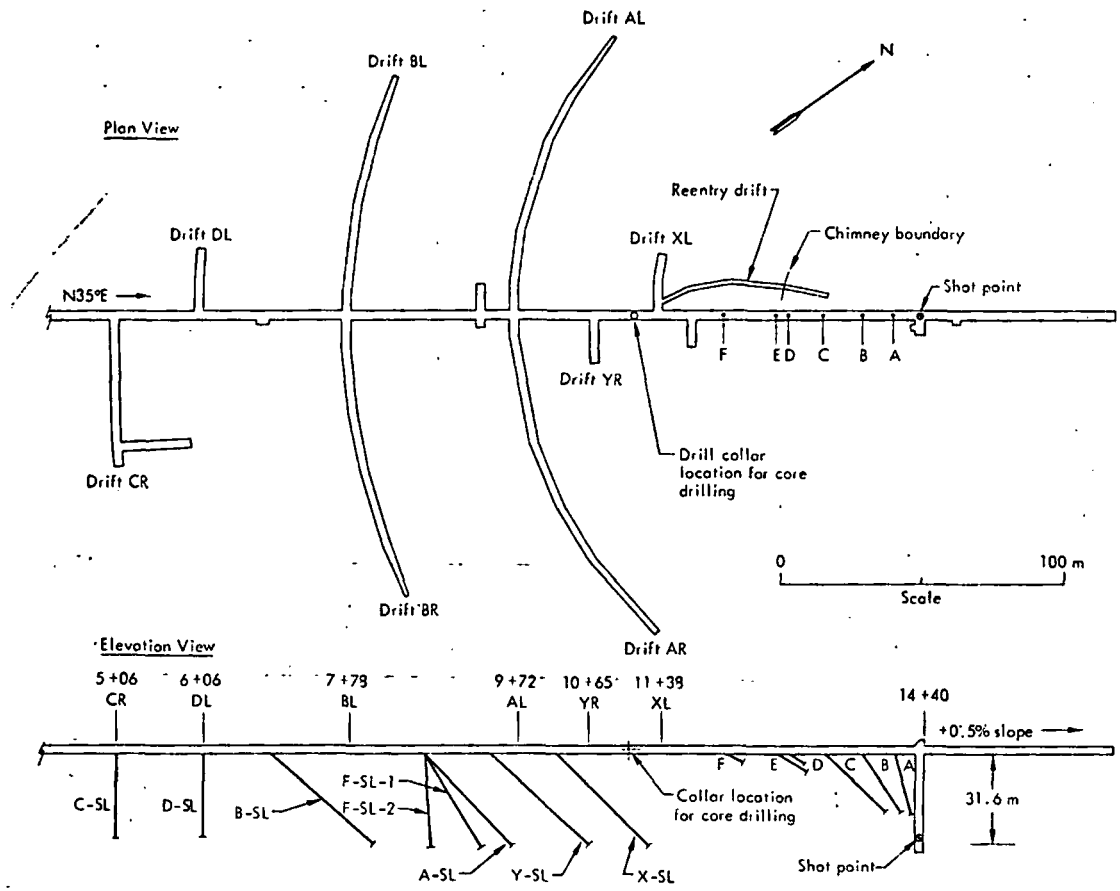 Drift AL
Drift BL
N
Plan View
Reentry drift
Drift DL
Drift XL
Chimney boundary
N35°E
Shot point
F
E D
C
B
A
Drift YR
Drill collar
location for core
drilling
Drift CR
0
100 m
Scale
Drift BR
Drift AR
Elevation View
5 +06
CR
6 +06
DL
7 +78
BL
9 +72
AL
10 +65
YR
11 +38
XL
14 +40
+0.5% slope
F
E
D
C
B
A
C-SL
D-SL
B-SL
F-SL-1
F-SL-2
Collar location
for core drilling
31.6 m
Shot point
A-SL
Y-SL
X-SL